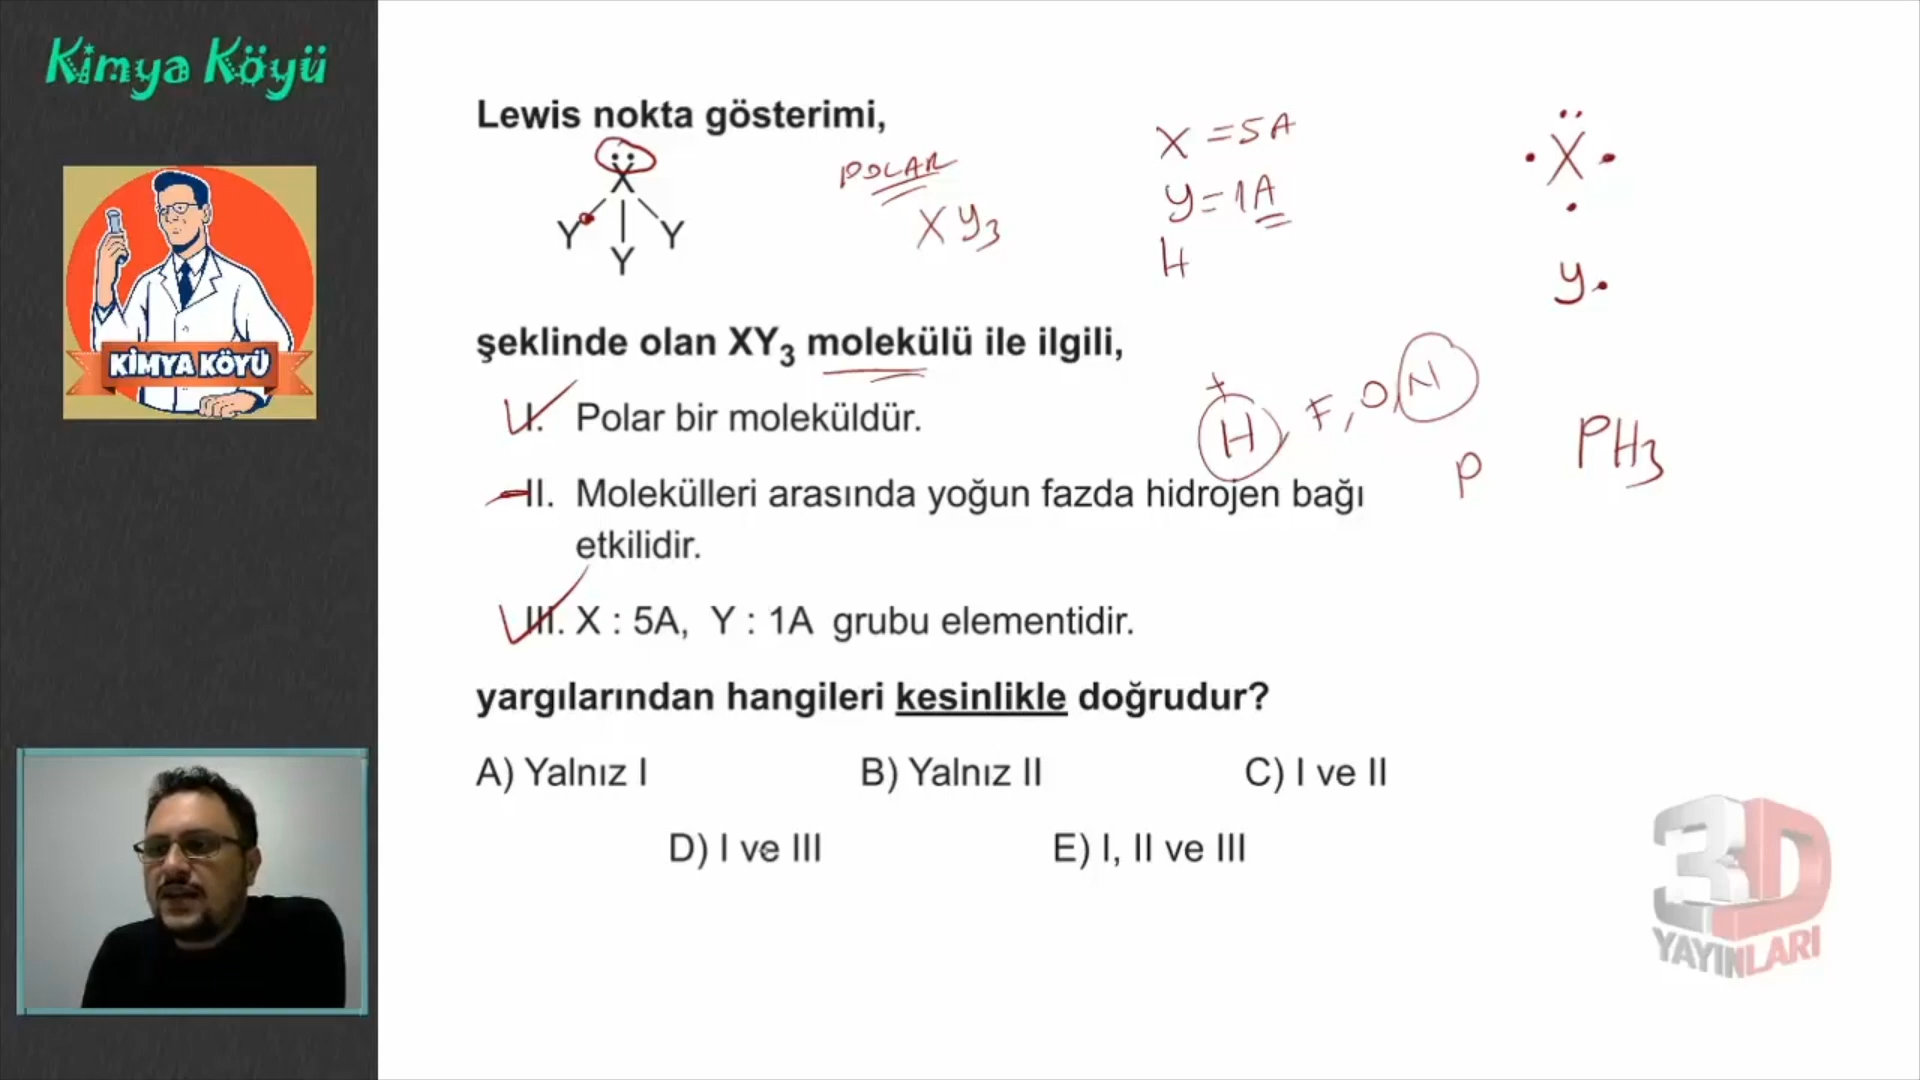 Kimya Köyü
KİMYA KÖYÜ
Lewis nokta gösterimi,
X
Y Y
Y
POLAR
XY3
X = 5A
Y = 1A
H
X
y
şeklinde olan XY3 molekülü ile ilgili,
I. Polar bir moleküldür.
+
H, F, O, N
P
PH3
II. Molekülleri arasında yoğun fazda hidrojen bağı
etkilidir.
III. X : 5A, Y : 1A grubu elementidir.
yargılarından hangileri kesinlikle doğrudur?
A) Yalnız I B) Yalnız II C) I ve II
D) I ve III E) I, II ve III
3D
YAYINLARI